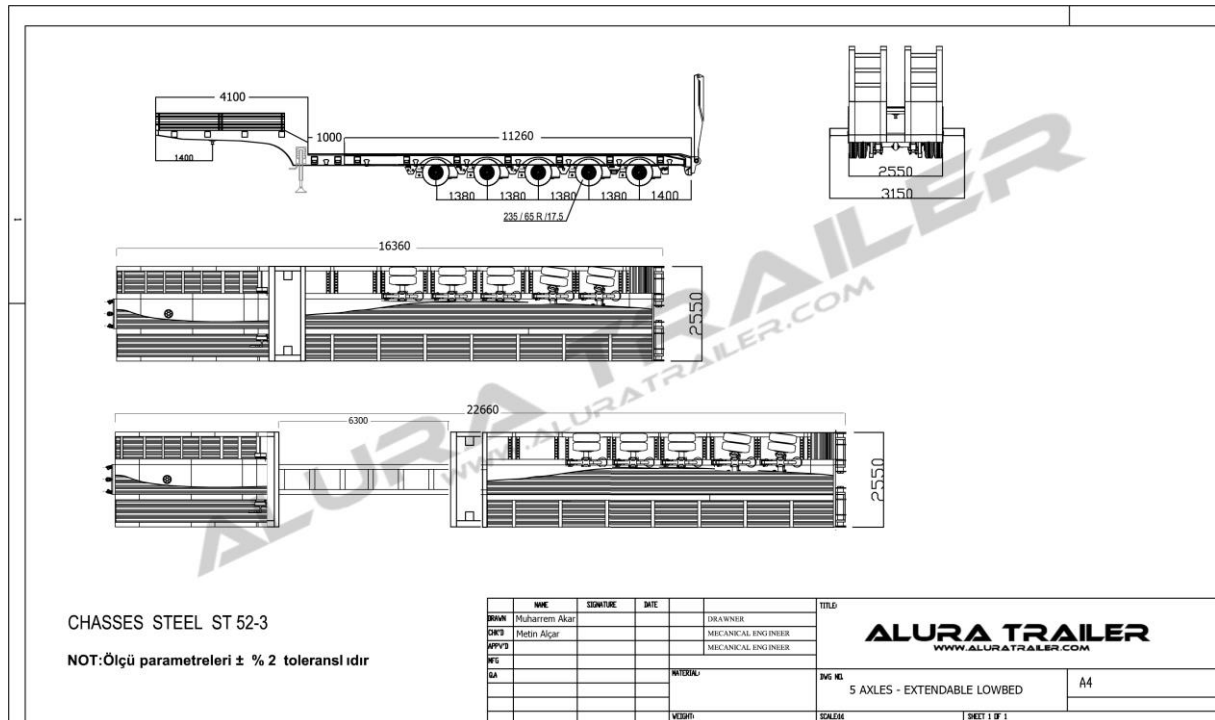 4100
1000
11260
1400
1380 1380 1380 1380 1400
235 / 65 R /17,5
2550
3150
1
16360
2550
22660
6300
2550
ALURA TRAILER
WWW.ALURATRAILER.COM
CHASSES STEEL ST 52-3
NOT:Ölçü parametreleri ± % 2 toleranslıdır
NAME SIGNATURE DATE
DRAWN Muharrem Akar DRAWNER
CHK'D Metin Alçar MECANICAL ENGINEER
APPV'D MECANICAL ENGINEER
MFG
Q.A
MATERIAL:
WEIGHT:
TITLE:
ALURA TRAILER
WWW.ALURATRAILER.COM
DWG NO.
5 AXLES - EXTENDABLE LOWBED
A4
SHEET 1 OF 1